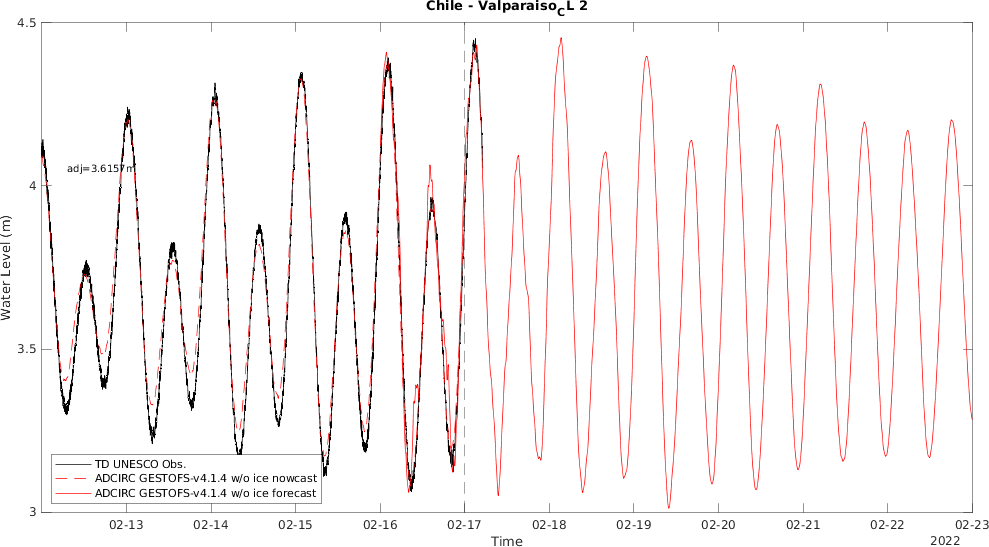 Chile - Valparaiso_CL 2
4.5
adj=3.6157m
4
Water Level (m)
3.5
TD UNESCO Obs.
ADCIRC GESTOFS-v4.1.4 w/o ice nowcast
ADCIRC GESTOFS-v4.1.4 w/o ice forecast
3
02-13 02-14 02-15 02-16 02-17 02-18 02-19 02-20 02-21 02-22 02-23
Time
2022